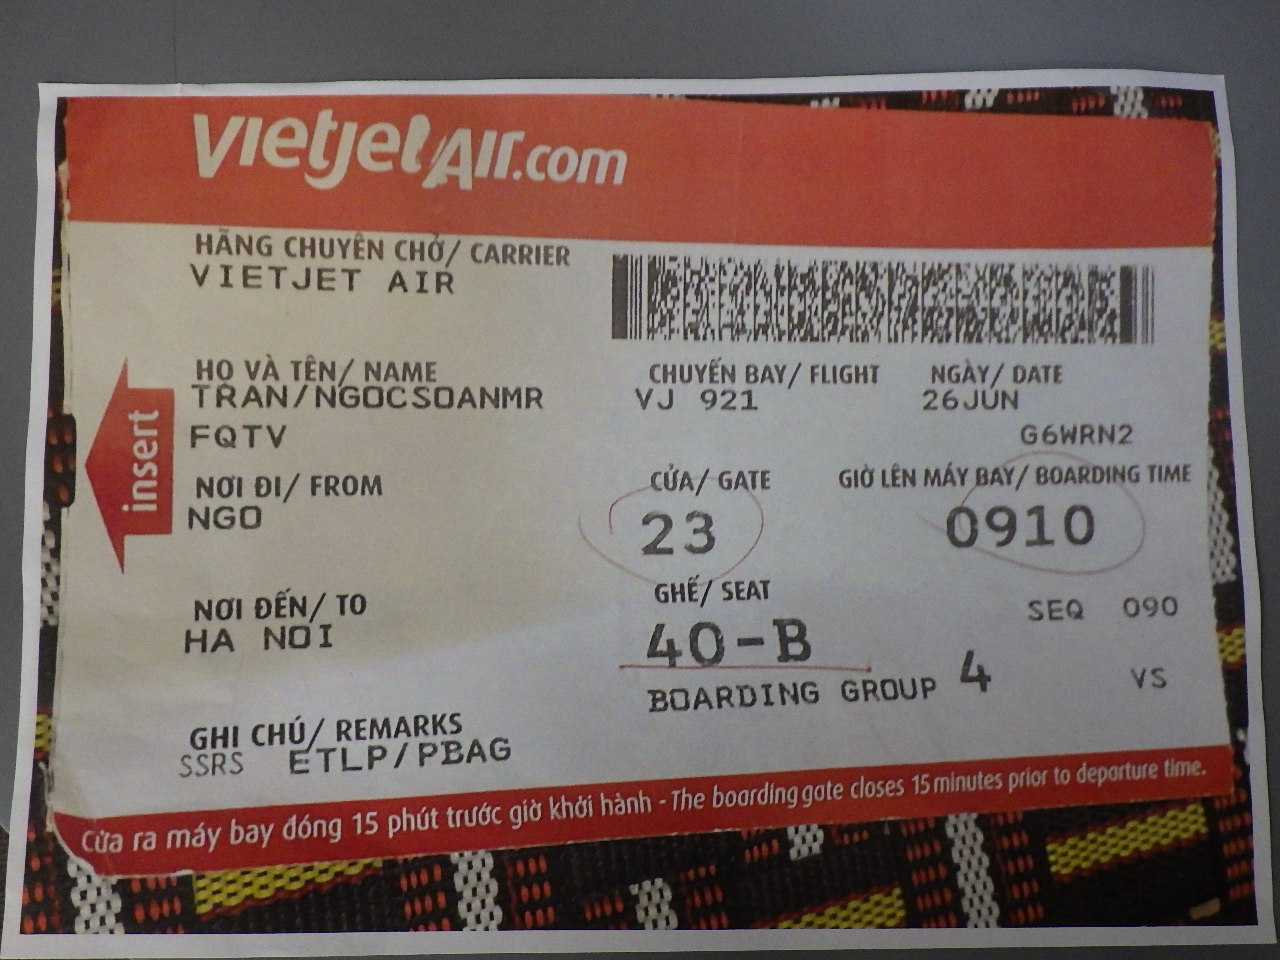 vietjetAir.com
HÃNG CHUYÊN CHỞ/ CARRIER
VIETJET AIR
HỌ VÀ TÊN/ NAME
TRAN/NGOCSOANMR
CHUYẾN BAY/ FLIGHT
VJ 921
NGÀY/ DATE
26JUN
FQTV
G6WRN2
insert
NƠI ĐI/ FROM
NGO
CỬA/ GATE
23
GIỜ LÊN MÁY BAY/ BOARDING TIME
0910
NƠI ĐẾN/ TO
HA NOI
GHẾ/ SEAT
40-B
SEQ 090
BOARDING GROUP 4
VS
GHI CHÚ/ REMARKS
SSRS ETLP/PBAG
Cửa ra máy bay đóng 15 phút trước giờ khởi hành - The boarding gate closes 15 minutes prior to departure time.